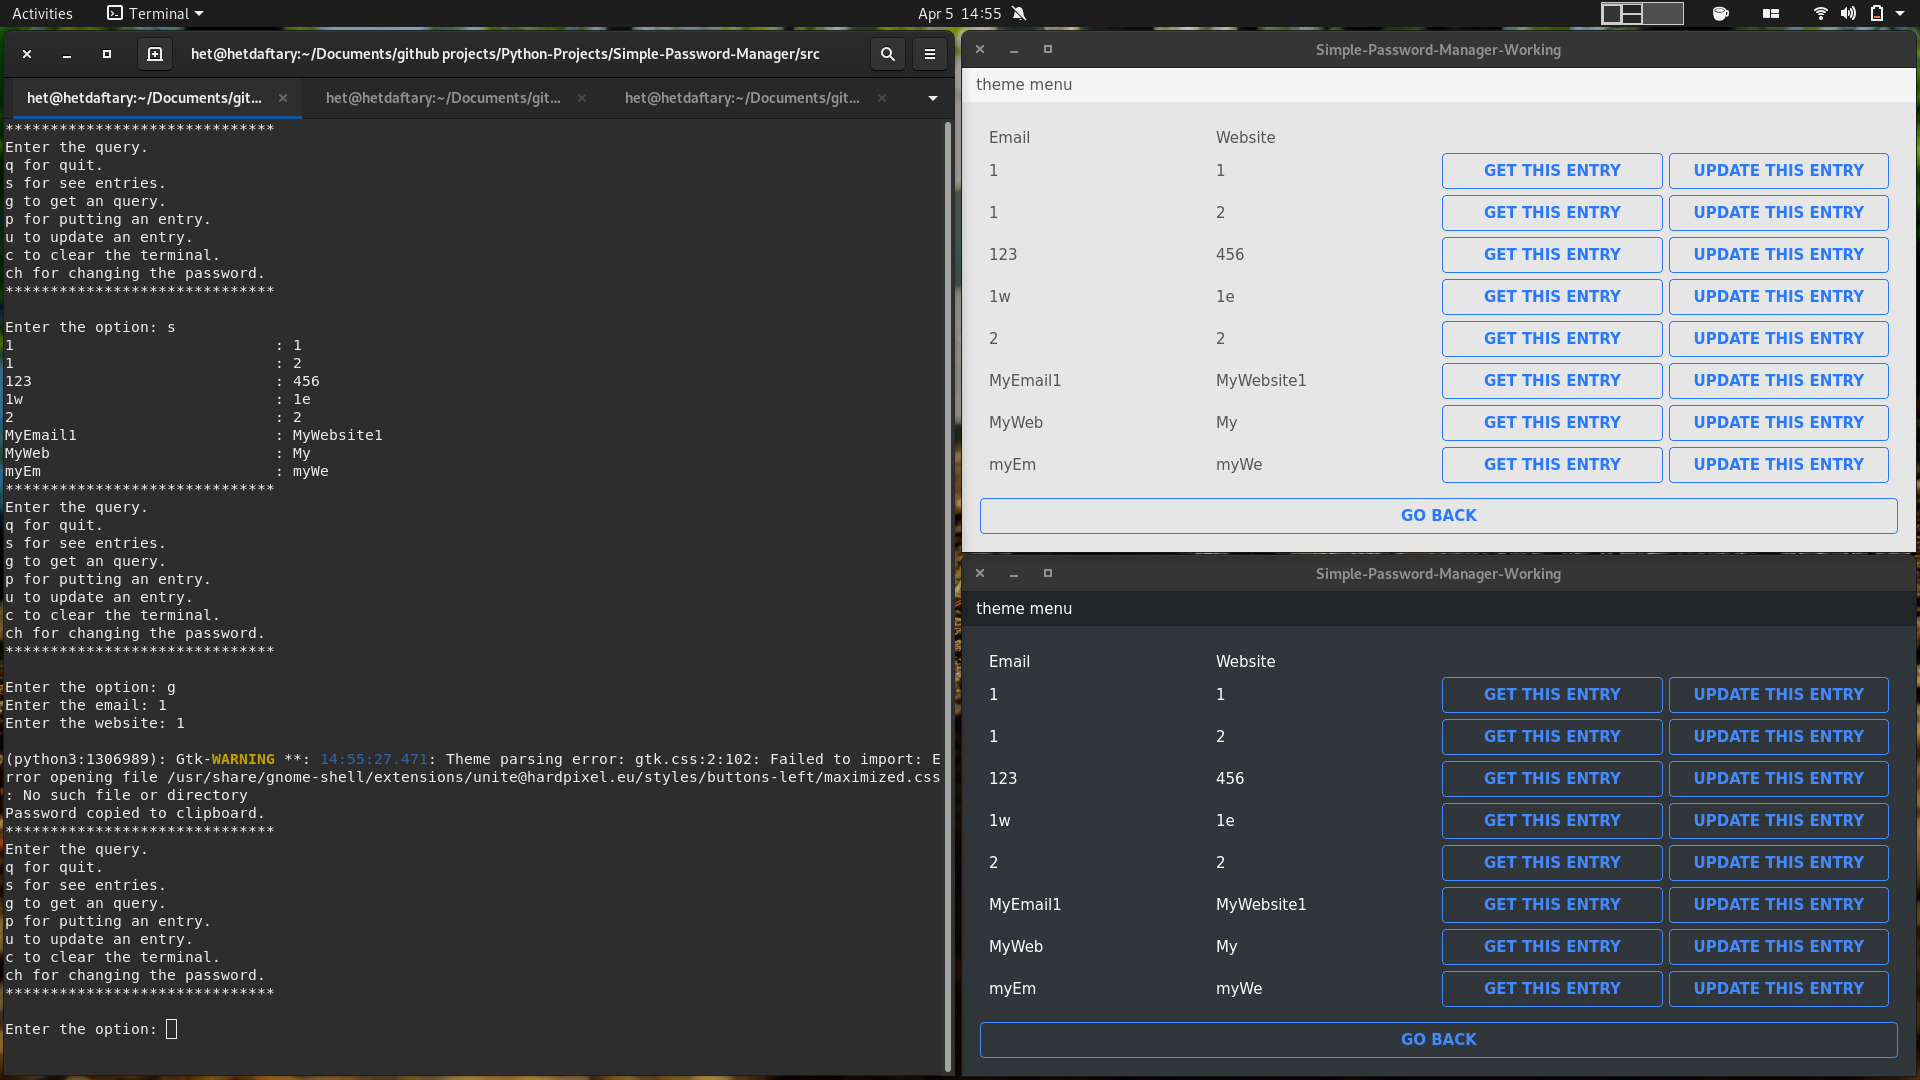 Activities Terminal Apr 5 14:55
het@hetdaftary:~/Documents/github projects/Python-Projects/Simple-Password-Manager/src
het@hetdaftary:~/Documents/git... het@hetdaftary:~/Documents/git... het@hetdaftary:~/Documents/git...
******************************
Enter the query.
q for quit.
s for see entries.
g to get an query.
p for putting an entry.
u to update an entry.
c to clear the terminal.
ch for changing the password.
******************************
Enter the option: s
1 : 1
1 : 2
123 : 456
1w : 1e
2 : 2
MyEmail1 : MyWebsite1
MyWeb : My
myEm : myWe
******************************
Enter the query.
q for quit.
s for see entries.
g to get an query.
p for putting an entry.
u to update an entry.
c to clear the terminal.
ch for changing the password.
******************************
Enter the option: g
Enter the email: 1
Enter the website: 1
(python3:1306989): Gtk-WARNING **: 14:55:27.471: Theme parsing error: gtk.css:2:102: Failed to import: E
rror opening file /usr/share/gnome-shell/extensions/unite@hardpixel.eu/styles/buttons-left/maximized.css
: No such file or directory
Password copied to clipboard.
******************************
Enter the query.
q for quit.
s for see entries.
g to get an query.
p for putting an entry.
u to update an entry.
c to clear the terminal.
ch for changing the password.
******************************
Enter the option:
Simple-Password-Manager-Working
theme menu
Email Website
1 1 GET THIS ENTRY UPDATE THIS ENTRY
1 2 GET THIS ENTRY UPDATE THIS ENTRY
123 456 GET THIS ENTRY UPDATE THIS ENTRY
1w 1e GET THIS ENTRY UPDATE THIS ENTRY
2 2 GET THIS ENTRY UPDATE THIS ENTRY
MyEmail1 MyWebsite1 GET THIS ENTRY UPDATE THIS ENTRY
MyWeb My GET THIS ENTRY UPDATE THIS ENTRY
myEm myWe GET THIS ENTRY UPDATE THIS ENTRY
GO BACK
Simple-Password-Manager-Working
theme menu
Email Website
1 1 GET THIS ENTRY UPDATE THIS ENTRY
1 2 GET THIS ENTRY UPDATE THIS ENTRY
123 456 GET THIS ENTRY UPDATE THIS ENTRY
1w 1e GET THIS ENTRY UPDATE THIS ENTRY
2 2 GET THIS ENTRY UPDATE THIS ENTRY
MyEmail1 MyWebsite1 GET THIS ENTRY UPDATE THIS ENTRY
MyWeb My GET THIS ENTRY UPDATE THIS ENTRY
myEm myWe GET THIS ENTRY UPDATE THIS ENTRY
GO BACK